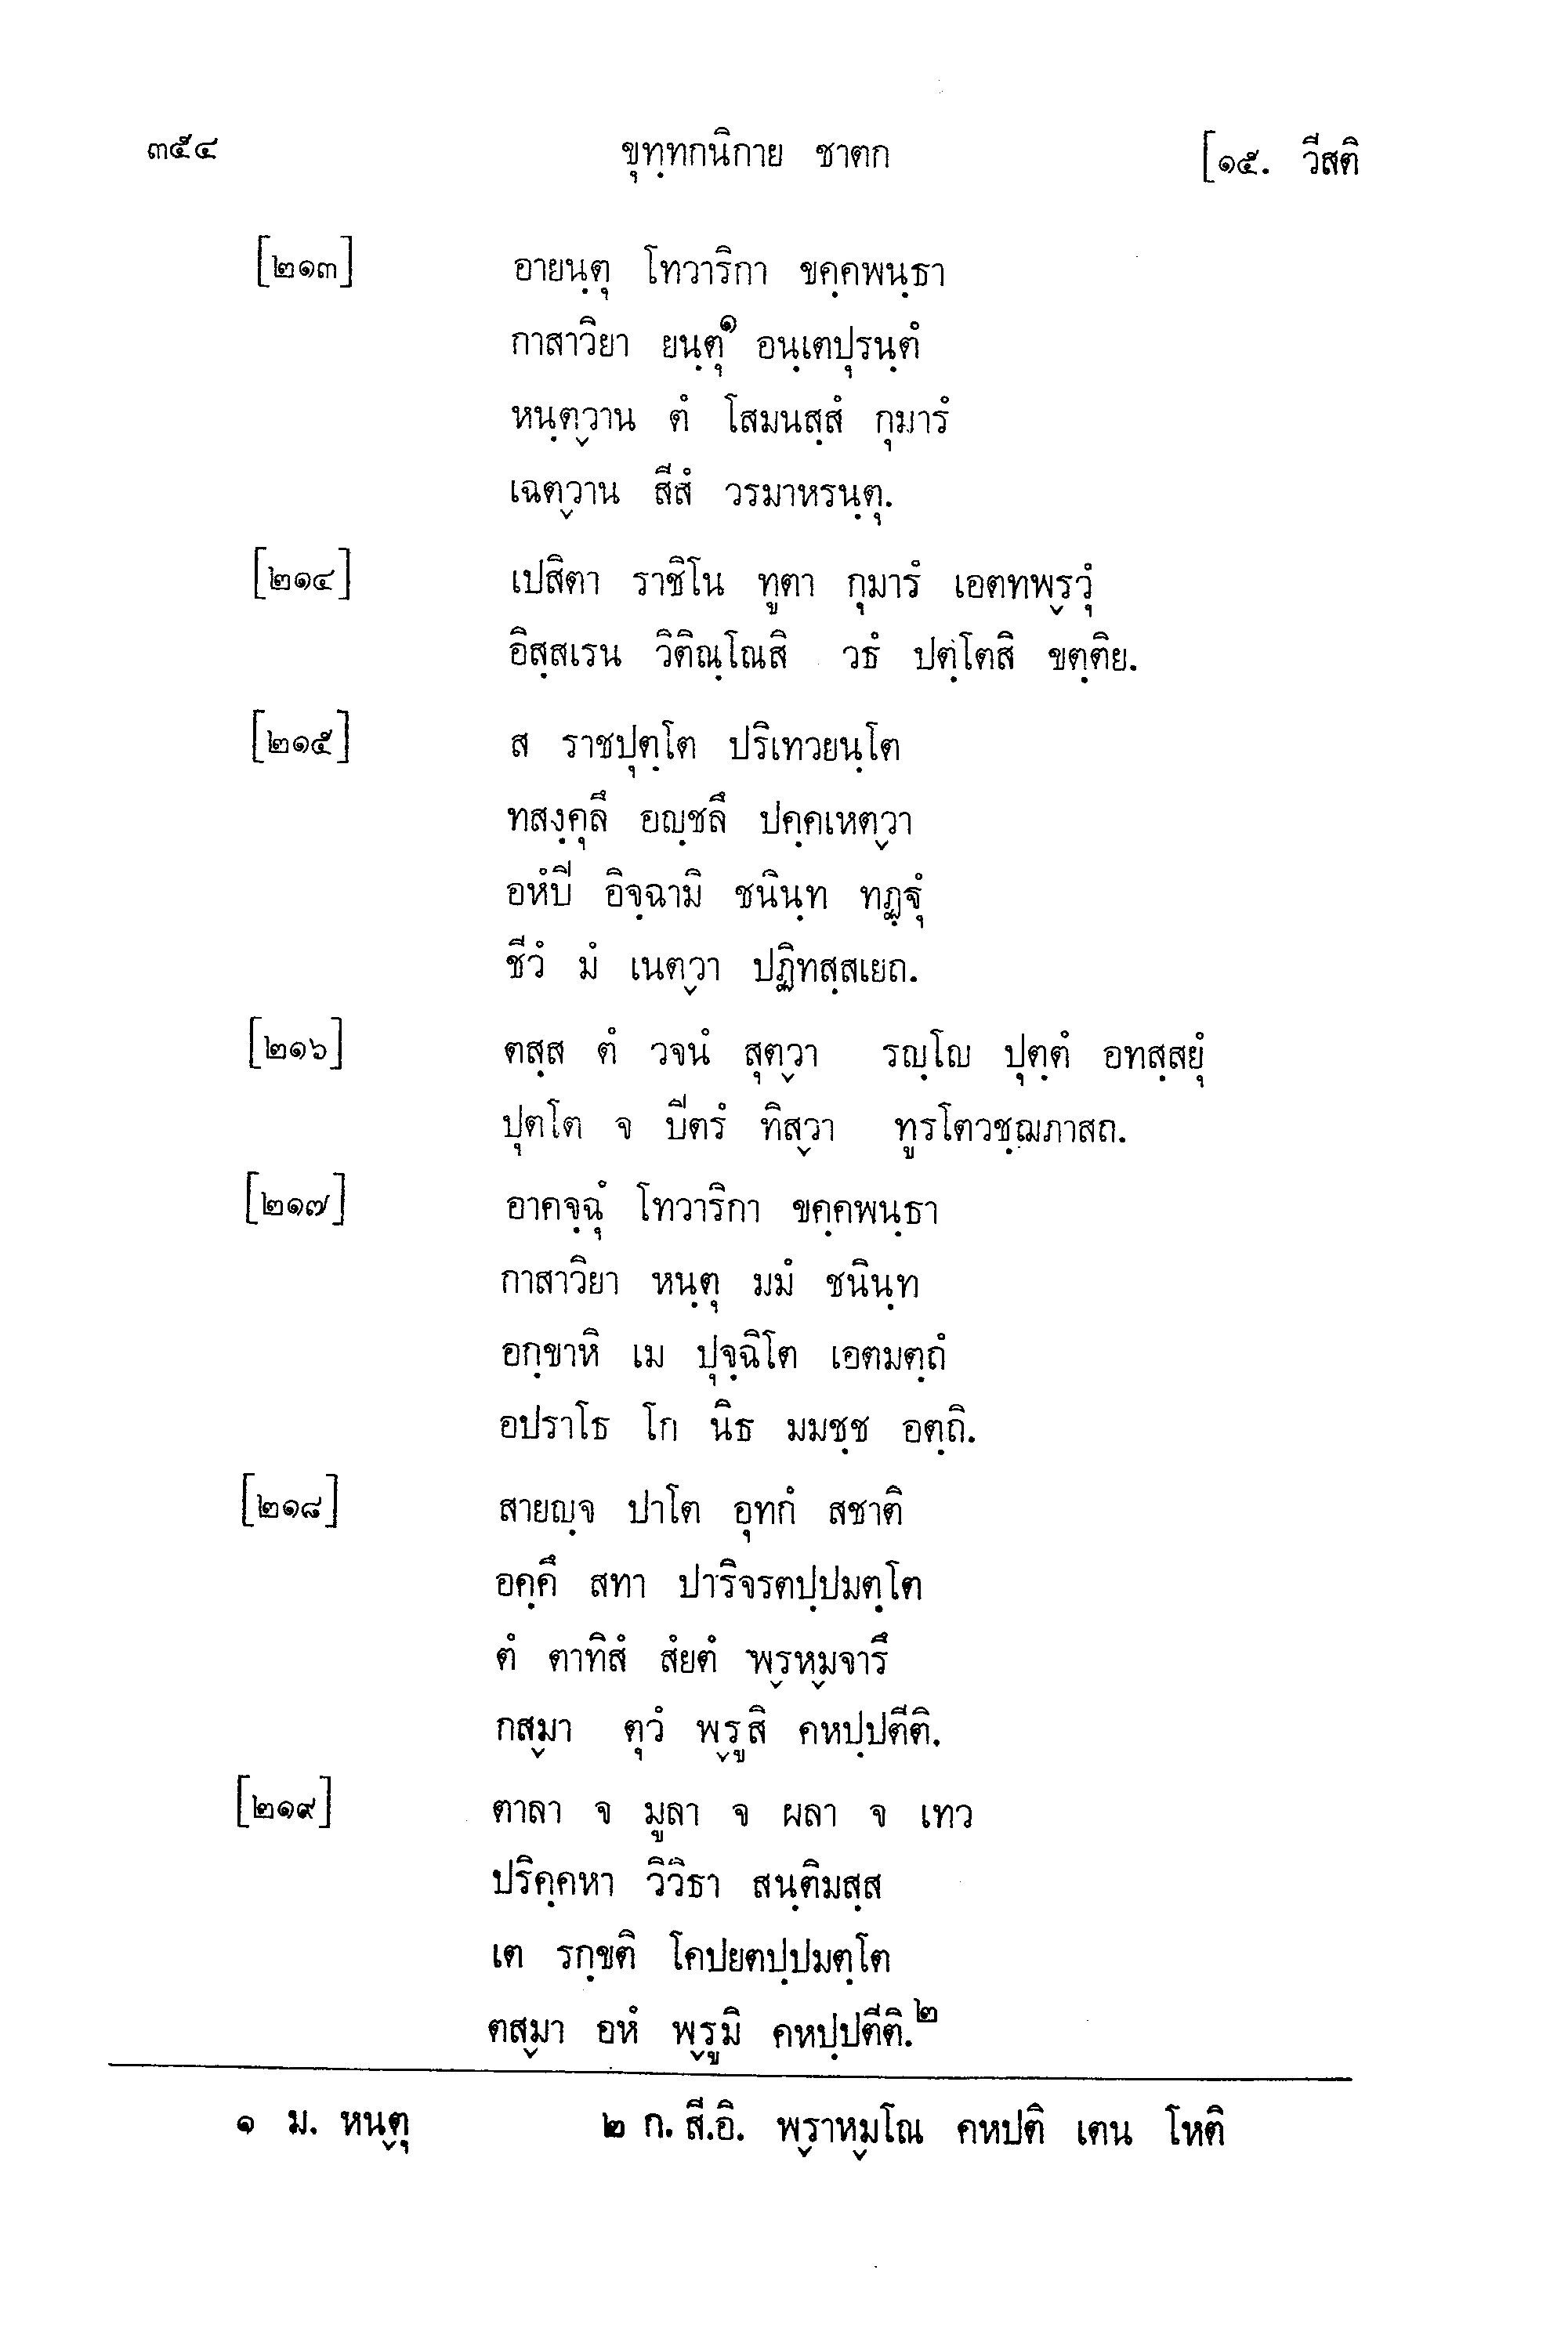 ๓๕๔ ขุทฺทกนิกาย ชาตก [๑๕. วีสติ
[๒๑๓] อายนฺตุ โทวาริกา ขคฺคพนฺธา
กาสาวิยา ยนฺตุ๑ อนฺเตปุรนฺตํ
หนฺตฺวาน ตํ โสมนสฺสํ กุมารํ
เฉตฺวาน สีสํ วรมาหรนฺตุ.
[๒๑๔] เปสิตา ราชิโน ทูตา กุมารํ เอตทพฺรวุํ
อิสฺสเรน วิติณฺโณสิ วธํ ปตฺโตสิ ขตฺติย.
[๒๑๕] ส ราชปุตฺโต ปริเทวยนฺโต
ทสงฺคุลึ อญฺชลึ ปคฺคเหตฺวา
อหํปี อิจฺฉามิ ชนินฺท ทฏฺฐุํ
ชีวํ มํ เนตฺวา ปฏิทสฺสเยถ.
[๒๑๖] ตสฺส ตํ วจนํ สุตฺวา รญฺโญ ปุตฺตํ อทสฺสยุํ
ปุตโต จ ปีตรํ ทิสฺวา ทูรโตวชฺฌภาสถ.
[๒๑๗] อาคจฺฉุํ โทวาริกา ขคฺคพนฺธา
กาสาวิยา หนฺตุ มมํ ชนินฺท
อกฺขาหิ เม ปุจฺฉิโต เอตมตฺถํ
อปราโธ โก นิธ มมชฺช อตฺถิ.
[๒๑๘] สายญฺจ ปาโต อุทกํ สชาติ
อคฺคึ สทา ปาริจรตปฺปมตฺโต
ตํ ตาทิสํ สํยตํ พฺรหฺมจารึ
กสฺมา ตุวํ พฺรูสิ คหปฺปตีติ.
[๒๑๙] ตาลา จ มูลา จ ผลา จ เทว
ปริคฺคหา วิวิธา สนฺติมสฺส
เต รกฺขติ โคปยตปฺปมตฺโต
ตสฺมา อหํ พฺรูมิ คหปฺปตีติ.๒
๑ ม. หนฺตุ ๒ ก. สี.อิ. พฺราหฺมโณ คหปติ เตน โหติ